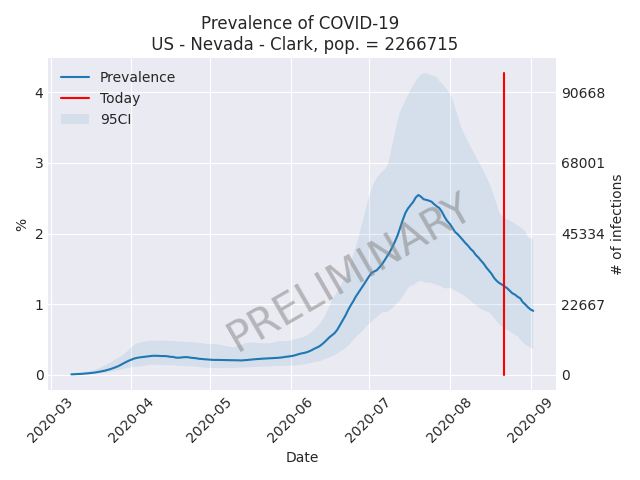 Prevalence of COVID-19
US - Nevada - Clark, pop. = 2266715
Prevalence
Today
95CI
4
3
2
1
0
%
90668
68001
45334
22667
0
# of infections
PRELIMINARY
2020-03
2020-04
2020-05
2020-06
2020-07
2020-08
2020-09
Date